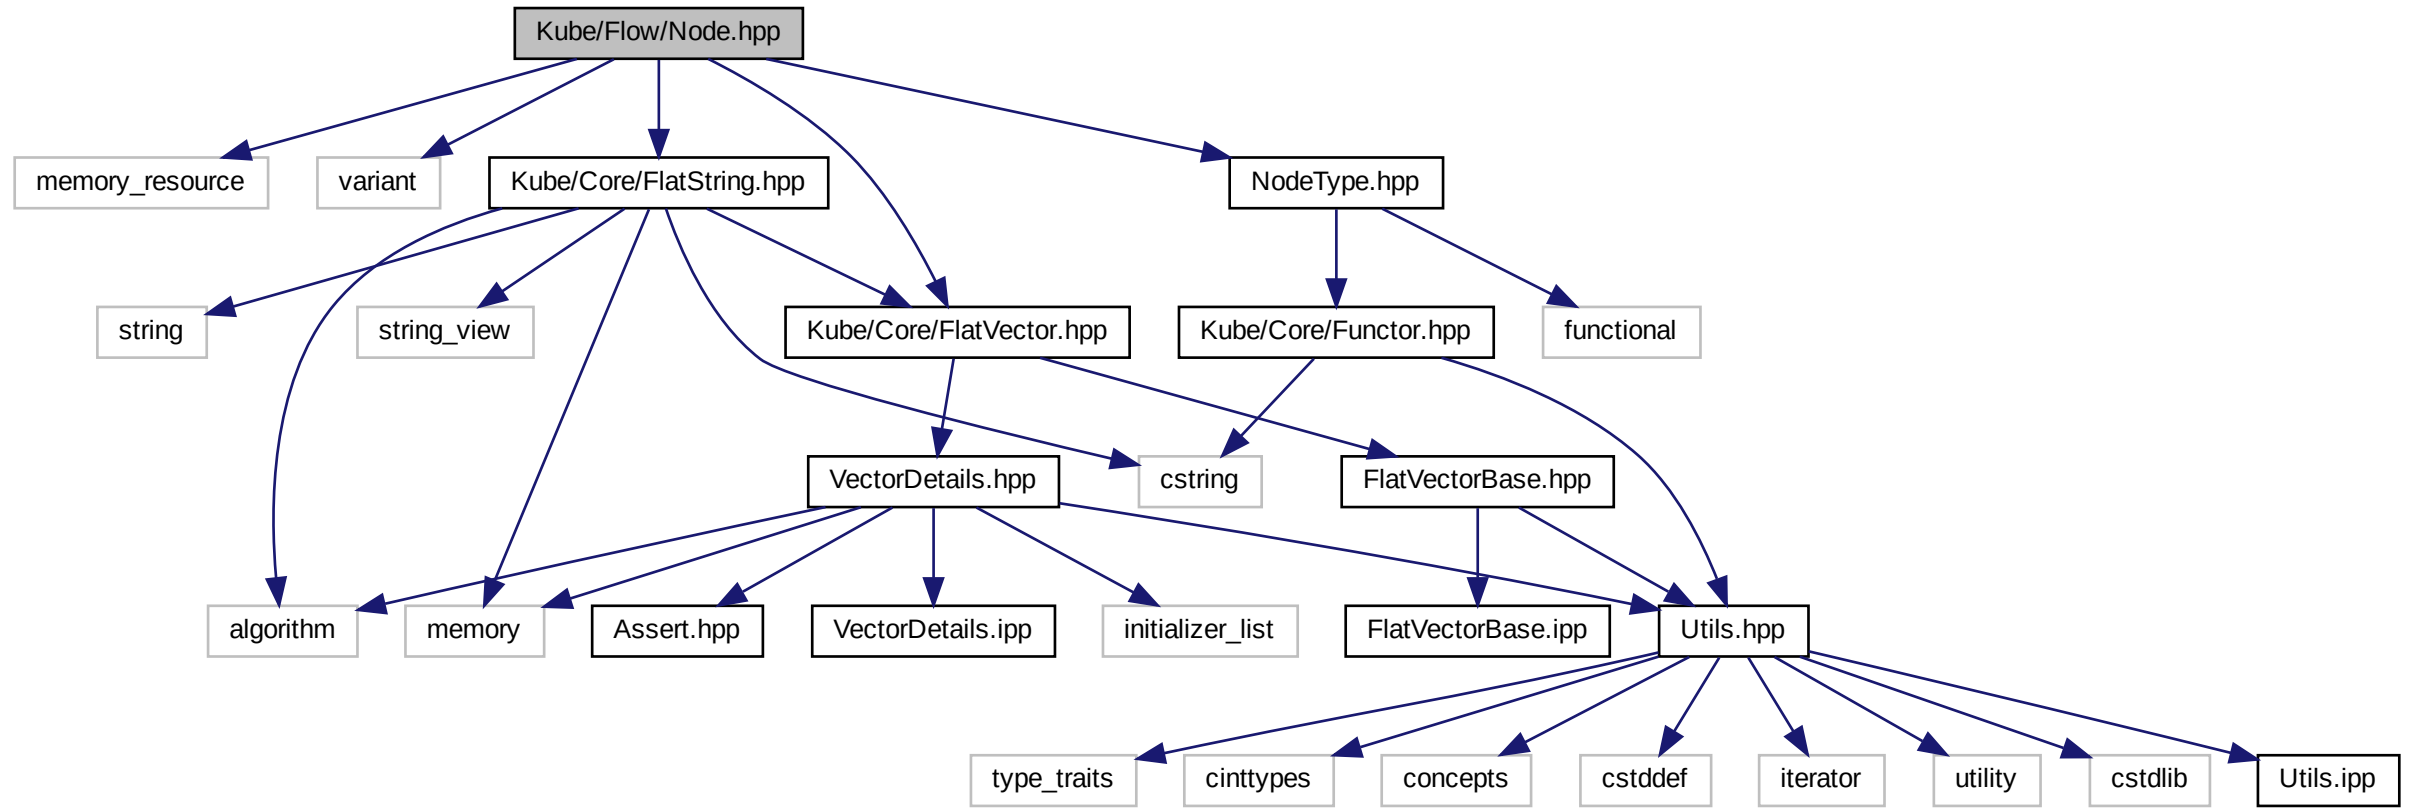 Kube/Flow/Node.hpp
memory_resource
variant
Kube/Core/FlatString.hpp
NodeType.hpp
string
string_view
Kube/Core/FlatVector.hpp
Kube/Core/Functor.hpp
functional
VectorDetails.hpp
cstring
FlatVectorBase.hpp
algorithm
memory
Assert.hpp
VectorDetails.ipp
initializer_list
FlatVectorBase.ipp
Utils.hpp
type_traits
cinttypes
concepts
cstddef
iterator
utility
cstdlib
Utils.ipp